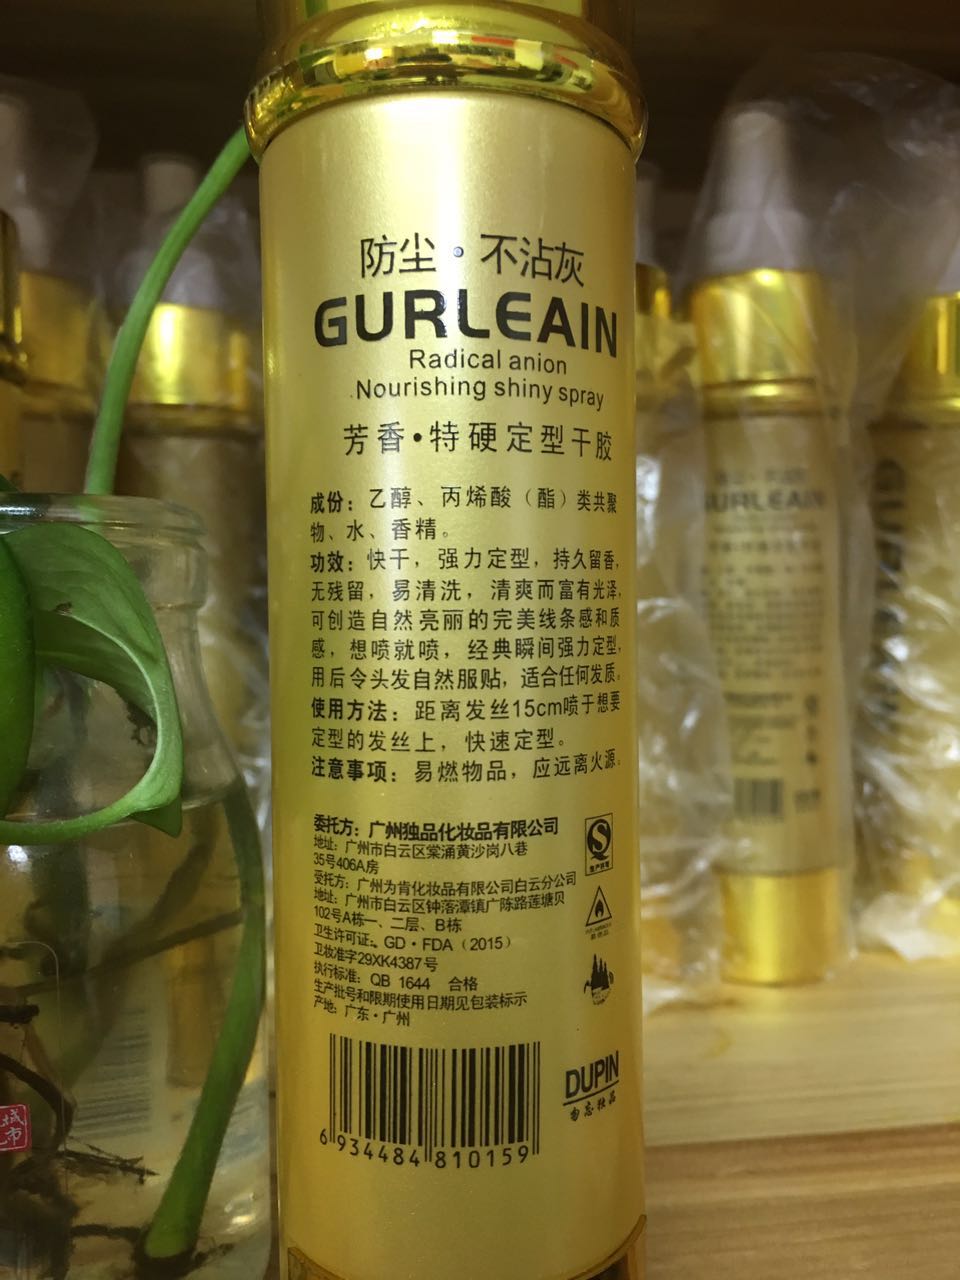 防尘·不沾灰
GURLEAIN
Radical anion
Nourishing shiny spray
芳香·特硬定型干胶
成份：乙醇、丙烯酸（酯）类共聚
物、水、香精。
功效：快干，强力定型，持久留香，
无残留，易清洗，清爽而富有光泽，
可创造自然亮丽的完美线条感和质
感，想喷就喷，经典瞬间强力定型，
用后令头发自然服贴，适合任何发质。
使用方法：距离发丝15cm喷于想要
定型的发丝上，快速定型。
注意事项：易燃物品，应远离火源。
委托方：广州独品化妆品有限公司
地址：广州市白云区棠涌黄沙岗八巷
35号406A房
受托方：广州为肯化妆品有限公司白云分公司
地址：广州市白云区钟落潭镇广陈路莲塘贝
102号A栋一、二层、B栋
卫生许可证：GD·FDA（2015）
卫妆准字29XK4387号
执行标准：QB 1644 合格
生产批号和限期使用日期见包装标示
产地：广东·广州
DUPIN
勿忘独品
6934484810159
GURLEAIN
城
市